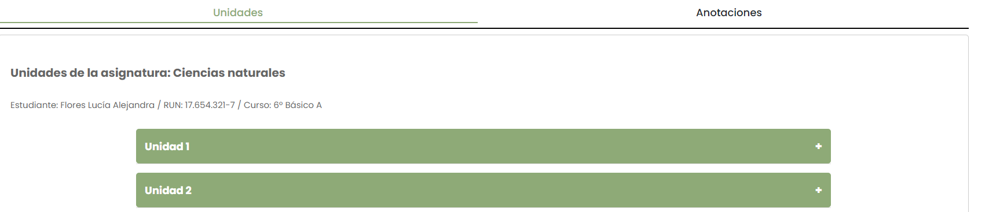 Unidades
Anotaciones
Unidades de la asignatura: Ciencias naturales
Estudiante: Flores Lucía Alejandra / RUN: 17.654.321-7 / Curso: 6° Básico A
Unidad 1 +
Unidad 2 +